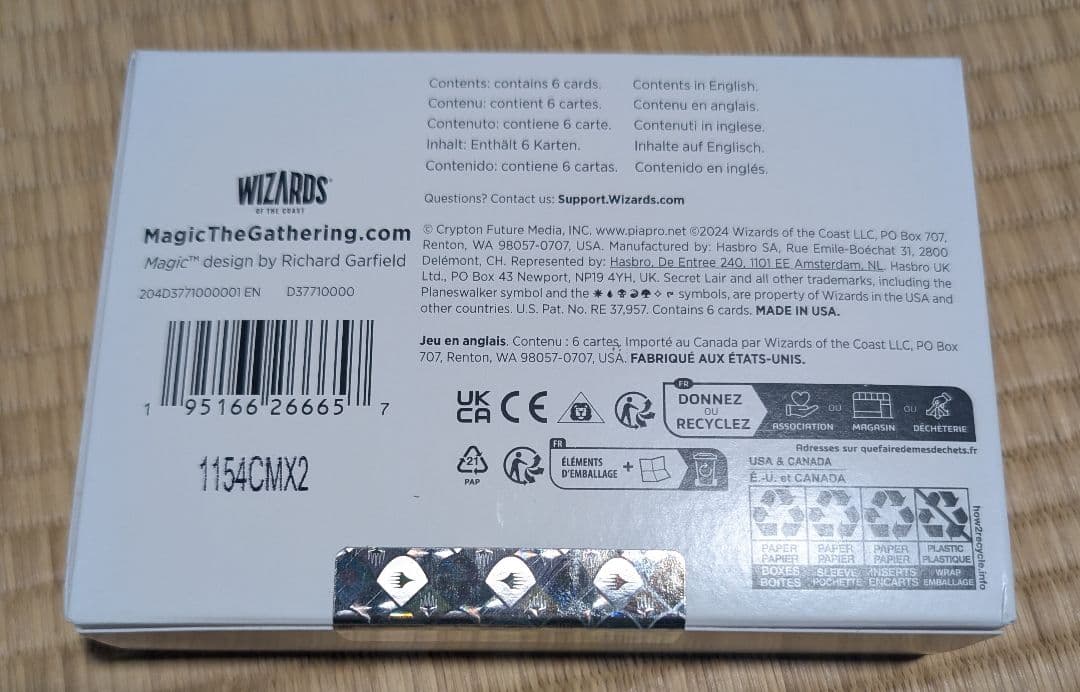 Contents: contains 6 cards. Contents in English.
Contenu: contient 6 cartes. Contenu en anglais.
Contenuto: contiene 6 carte. Contenuti in inglese.
Inhalt: Enthält 6 Karten. Inhalte auf Englisch.
Contenido: contiene 6 cartas. Contenido en inglés.
WIZARDS
OF THE COAST
MagicTheGathering.com
Magic™ design by Richard Garfield
204D3771000001 EN D37710000
1 95166 26665 7
1154CMX2
Questions? Contact us: Support.Wizards.com
© Crypton Future Media, INC. www.piapro.net ©2024 Wizards of the Coast LLC, PO Box 707,
Renton, WA 98057-0707, USA. Manufactured by: Hasbro SA, Rue Emile-Boéchat 31, 2800
Delémont, CH. Represented by: Hasbro, De Entree 240, 1101 EE Amsterdam, NL. Hasbro UK
Ltd., PO Box 43 Newport, NP19 4YH, UK. Secret Lair and all other trademarks, including the
Planeswalker symbol and the symbols, are property of Wizards in the USA and
other countries. U.S. Pat. No. RE 37,957. Contains 6 cards. MADE IN USA.
Jeu en anglais. Contenu : 6 cartes. Importé au Canada par Wizards of the Coast LLC, PO Box
707, Renton, WA 98057-0707, USA. FABRIQUÉ AUX ÉTATS-UNIS.
UK
CA CE
FR
DONNEZ
OU
RECYCLEZ
ASSOCIATION OU MAGASIN OU DÉCHÈTERIE
Adresses sur quefairedemesdechets.fr
21
PAP
FR
ÉLÉMENTS
D'EMBALLAGE +
USA & CANADA
É.-U. et CANADA
PAPER PAPER PAPER PLASTIC
PAPIER PAPIER PAPIER PLASTIQUE
BOXES SLEEVE INSERTS WRAP
BOITES POCHETTE ENCARTS EMBALLAGE
how2recycle.info